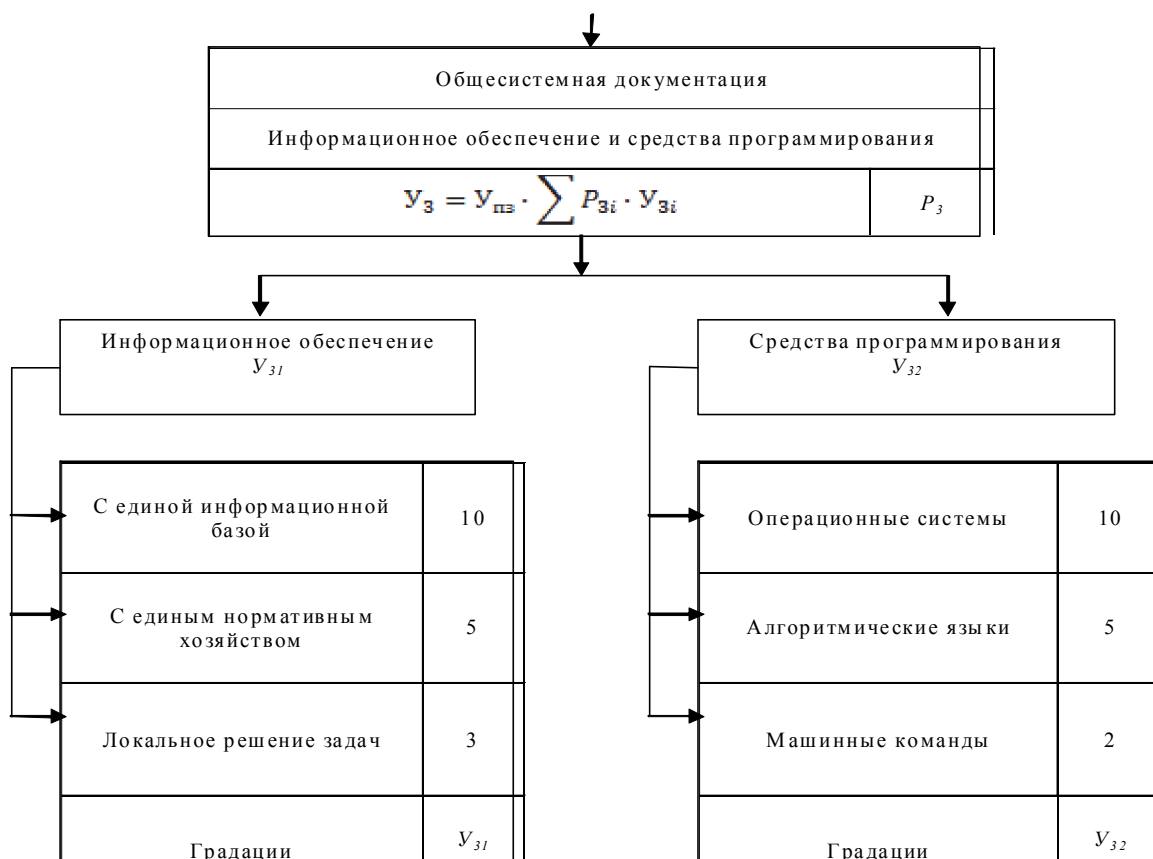 Общесистемная документация
Информационное обеспечение и средства программирования
У₃ = Упз · ∑ P₃ᵢ · У₃ᵢ
P₃
Информационное обеспечение
У₃₁
Средства программирования
У₃₂
С единой информационной
базой
10
С единым нормативным
хозяйством
5
Локальное решение задач
3
Градации
У₃₁
Операционные системы
10
Алгоритмические языки
5
Машинные команды
2
Градации
У₃₂